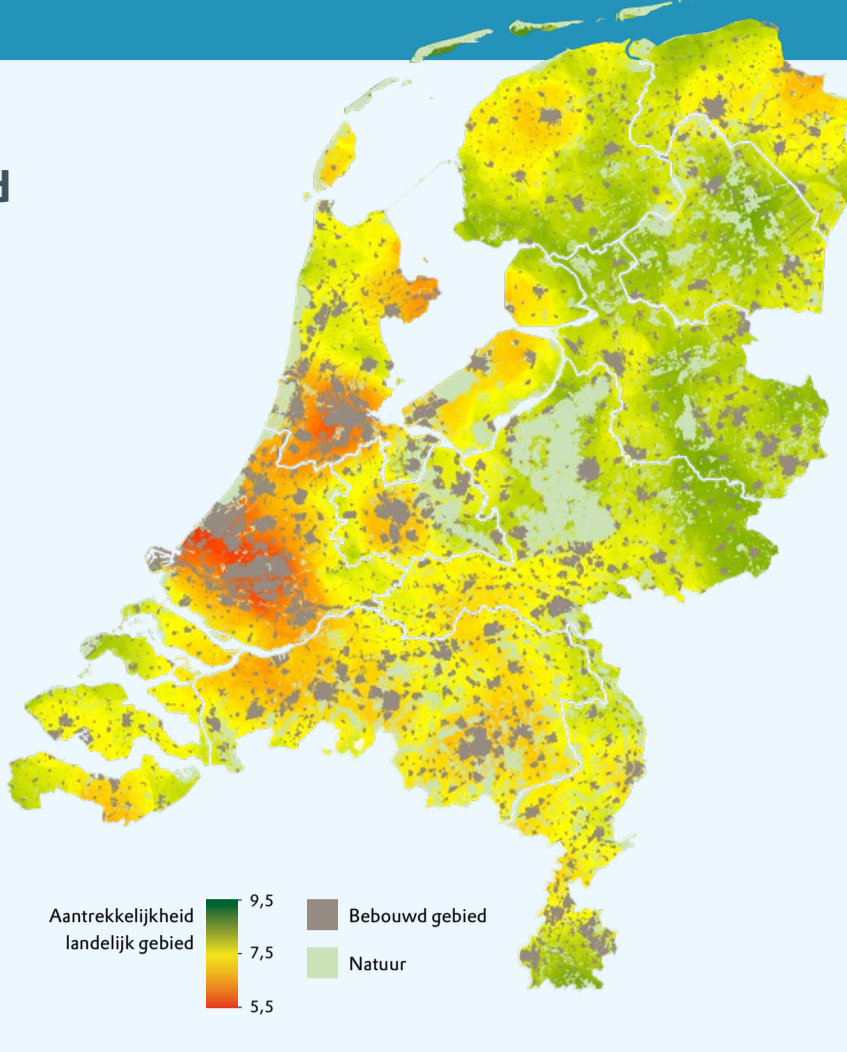 d
Aantrekkelijkheid
landelijk gebied
9,5
7,5
5,5
Bebouwd gebied
Natuur